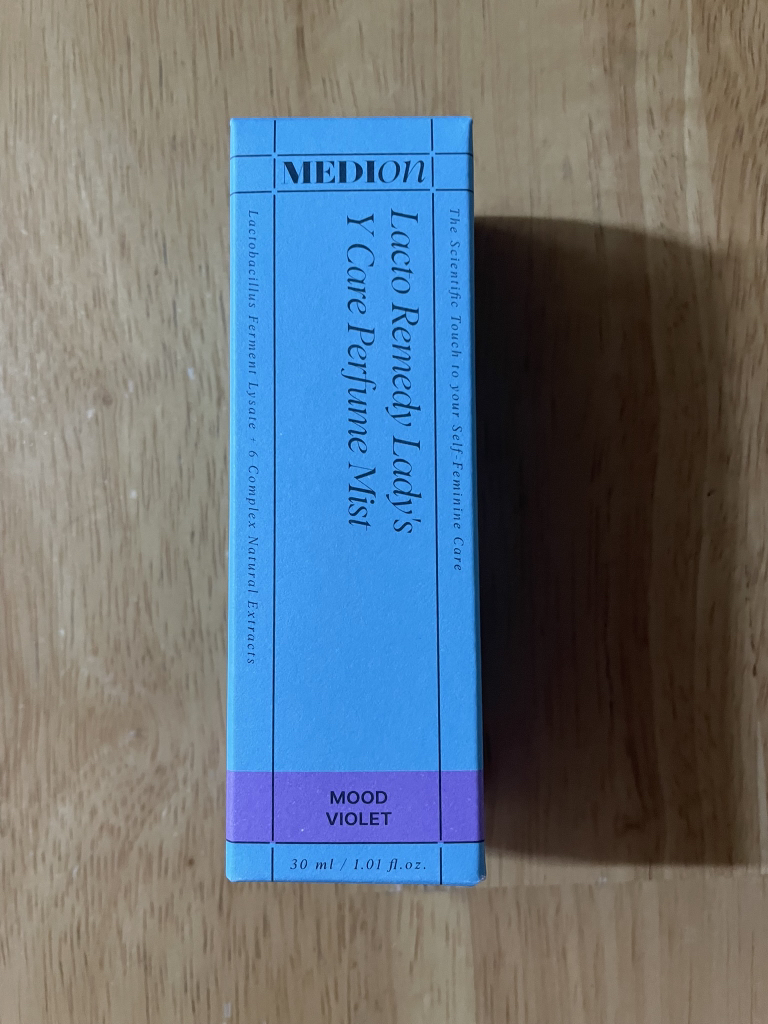 MEDION
The Scientific Touch to your Self-Feminine Care
Lacto Remedy Lady's
Y Care Perfume Mist
Lactobacillus Ferment Lysate + 6 Complex Natural Extracts
MOOD
VIOLET
30 ml / 1.01 fl.oz.